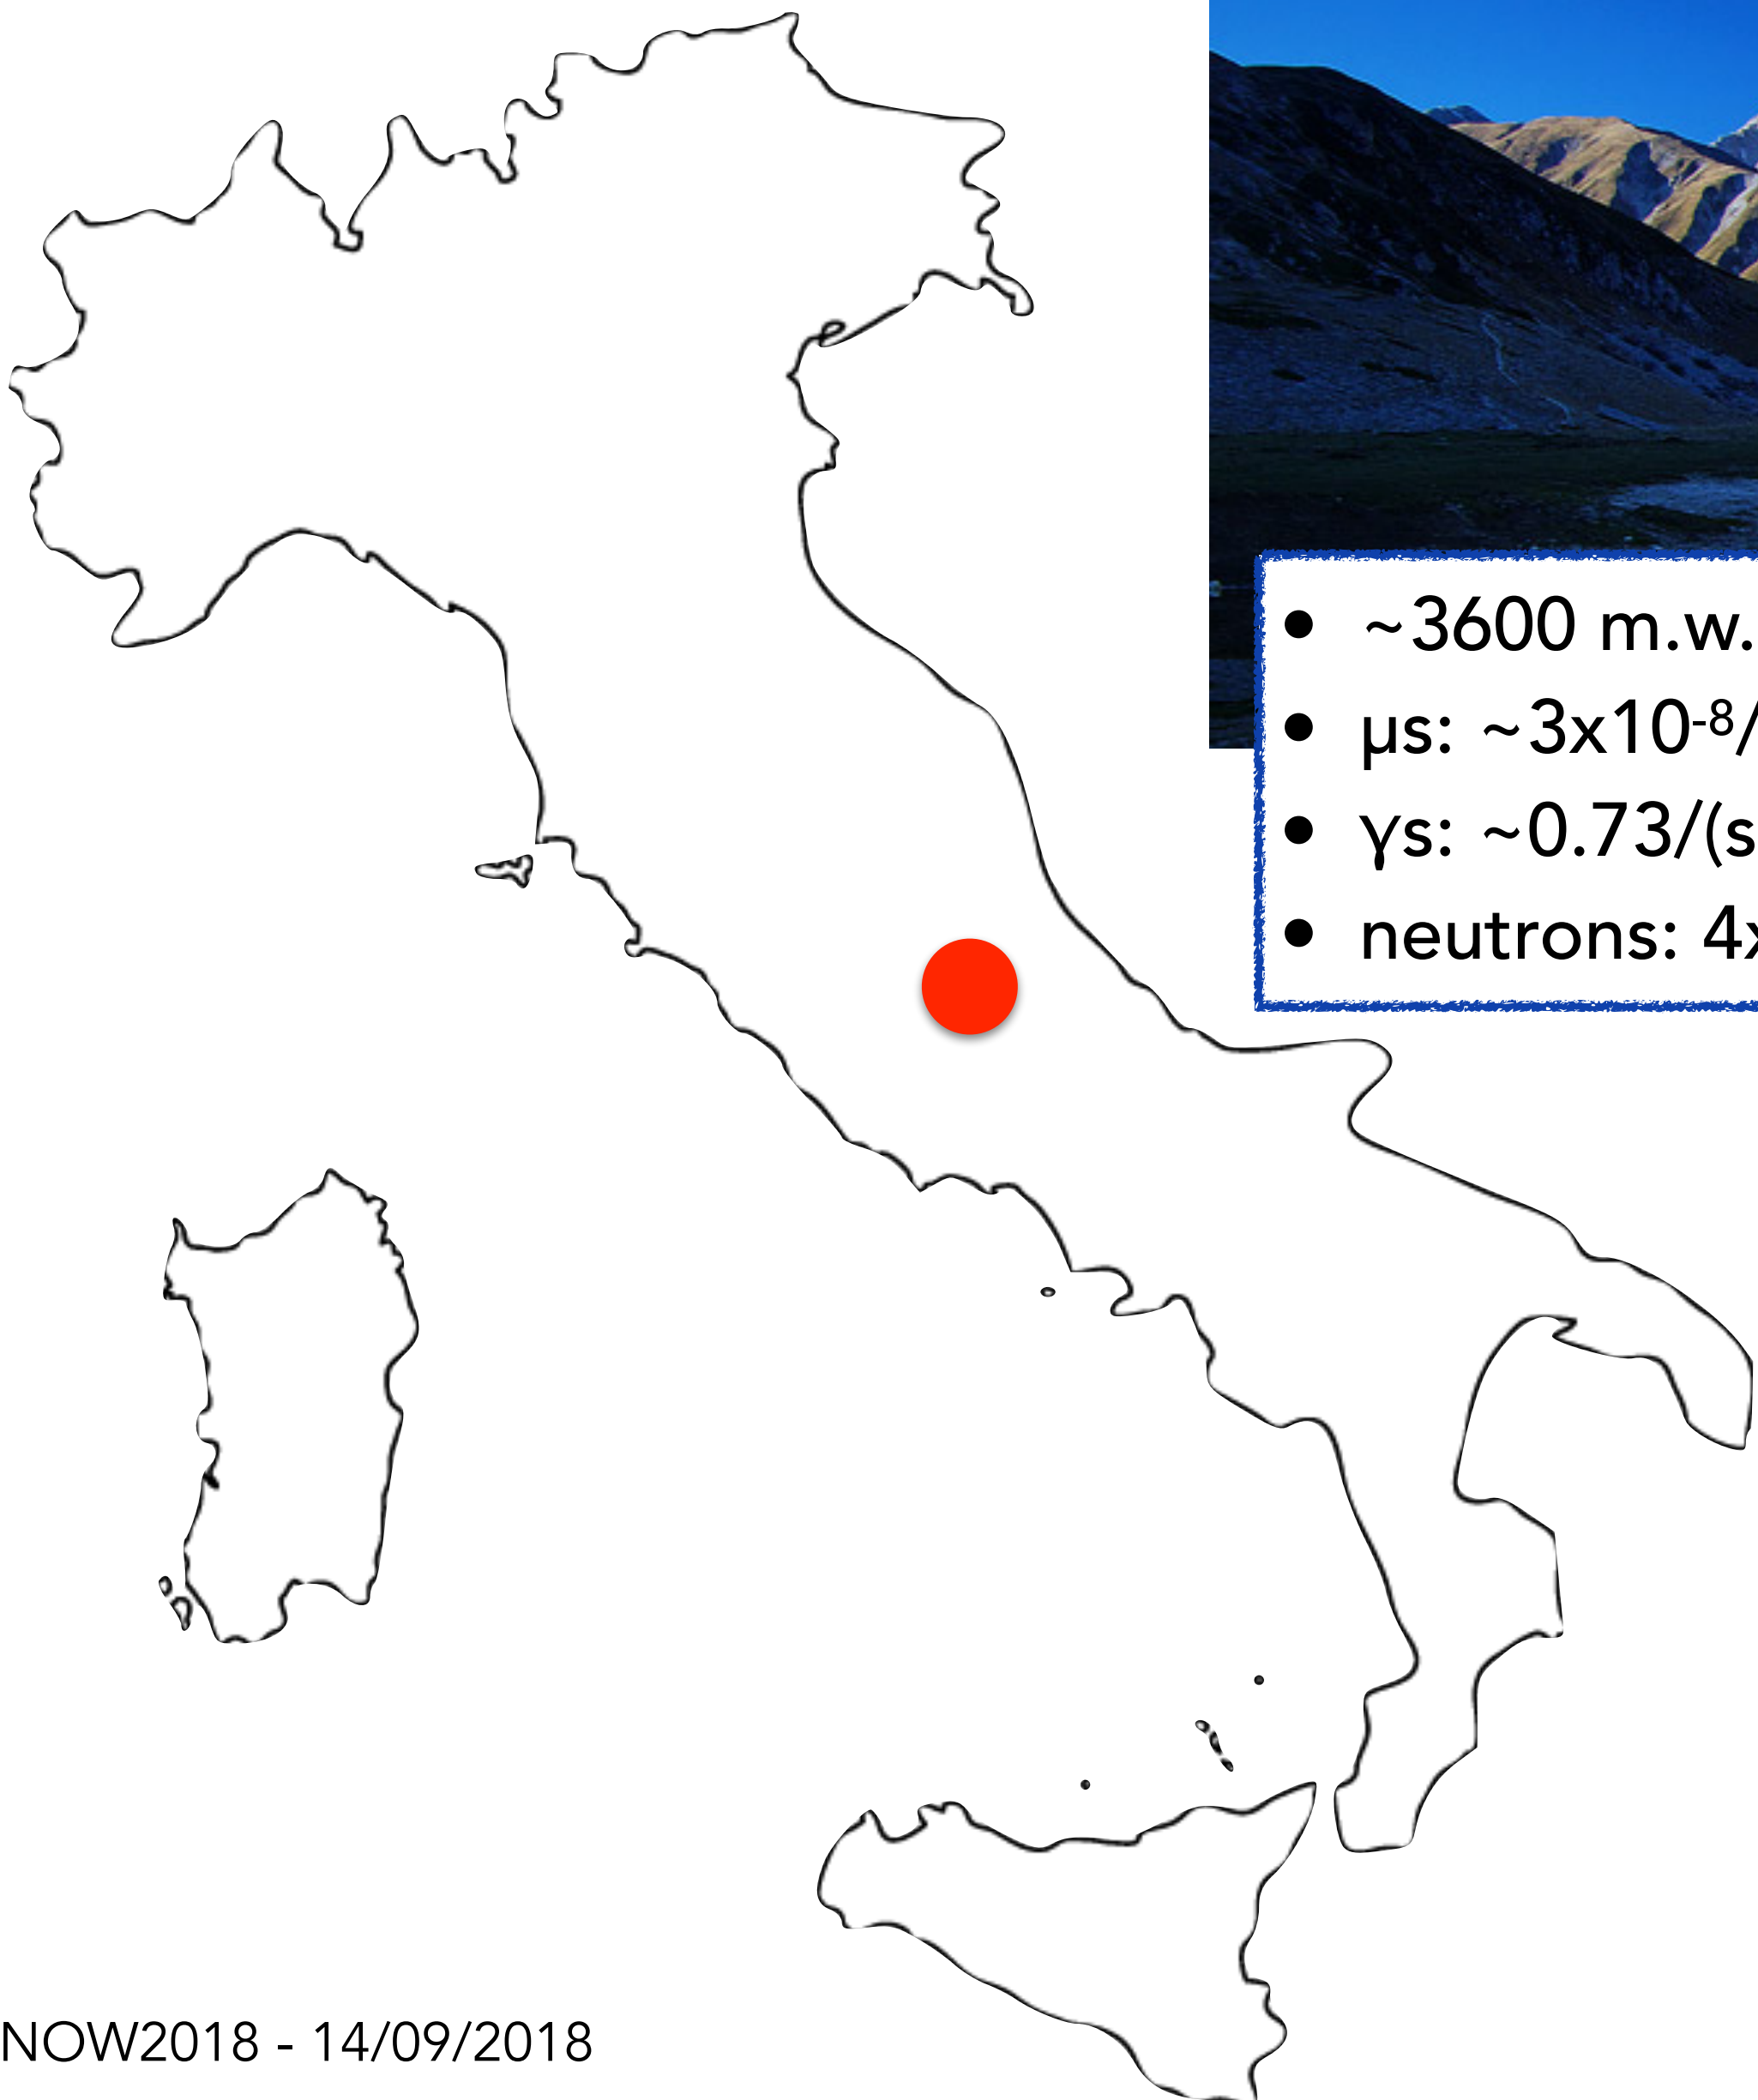 • ~3600 m.w.
• μs: ~3x10⁻⁸/
• γs: ~0.73/(s
• neutrons: 4x
NOW2018 - 14/09/2018